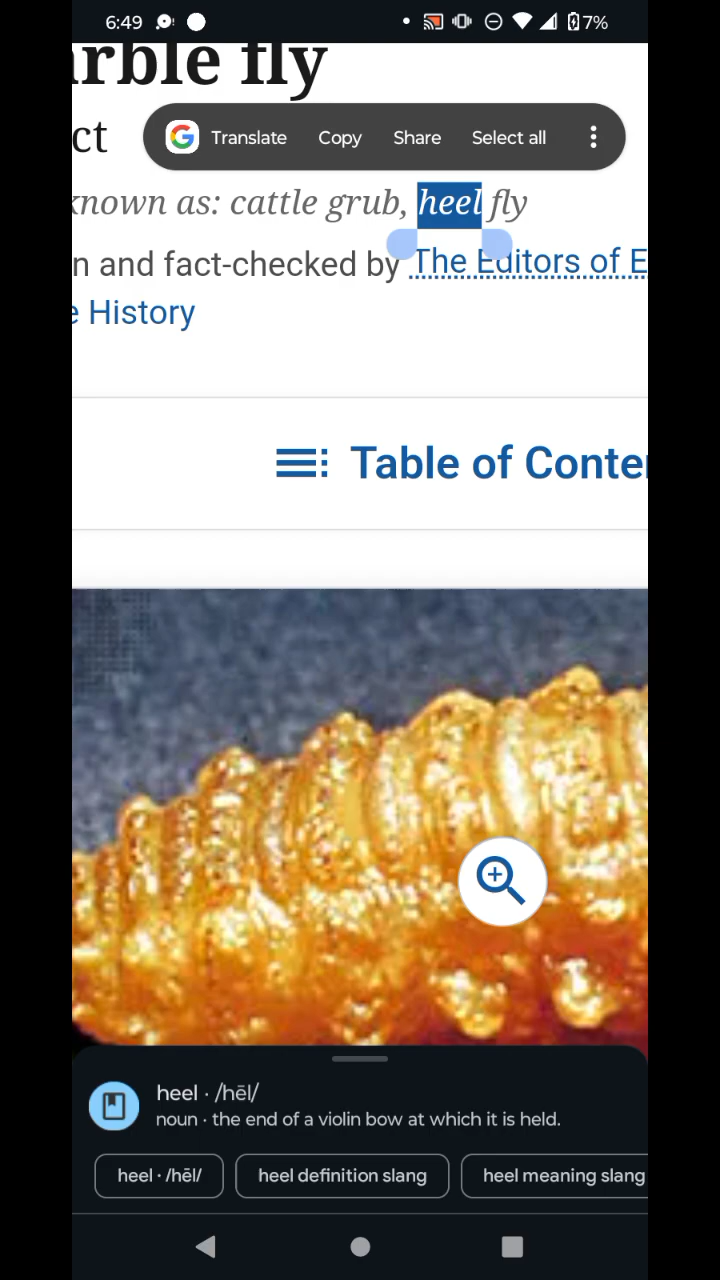 6:49
7%
arble fly
ct
Translate Copy Share Select all
known as: cattle grub, heel fly
n and fact-checked by The Editors of E
e History
Table of Conte
heel · /hēl/
noun · the end of a violin bow at which it is held.
heel · /hēl/ heel definition slang heel meaning slang